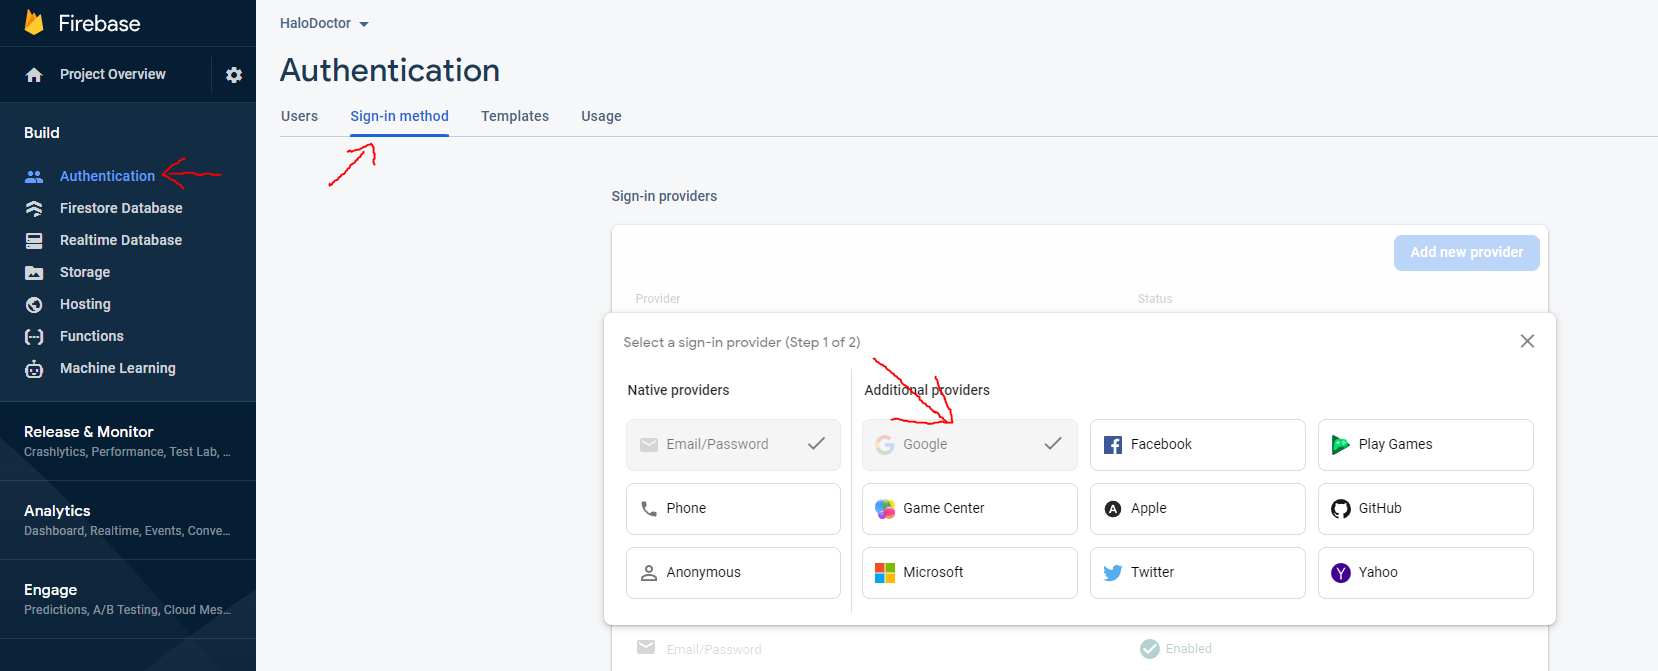 Firebase
Project Overview
Build
Authentication
Firestore Database
Realtime Database
Storage
Hosting
Functions
Machine Learning
Release & Monitor
Crashlytics, Performance, Test Lab, ...
Analytics
Dashboard, Realtime, Events, Conve...
Engage
Predictions, A/B Testing, Cloud Mes...
HaloDoctor
Authentication
Users Sign-in method Templates Usage
Sign-in providers
Add new provider
Provider Status
Select a sign-in provider (Step 1 of 2)
Native providers Additional providers
Email/Password Google Facebook Play Games
Phone Game Center Apple GitHub
Anonymous Microsoft Twitter Yahoo
Email/Password Enabled